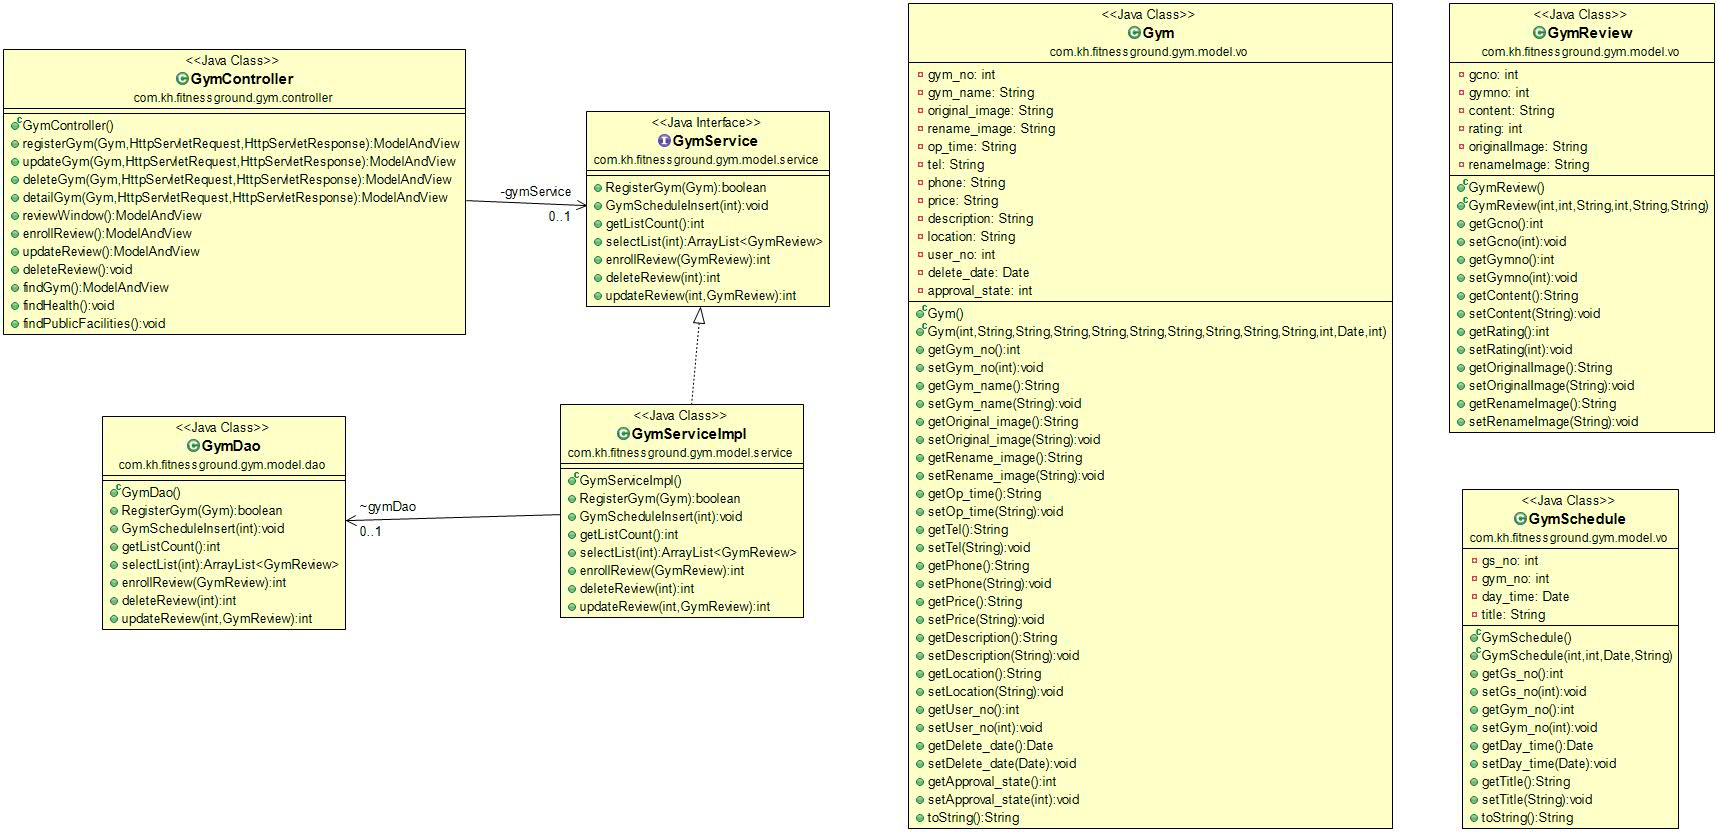 <<Java Class>>
GymController
com.kh.fitnessground.gym.controller
GymController()
registerGym(Gym,HttpServletRequest,HttpServletResponse):ModelAndView
updateGym(Gym,HttpServletRequest,HttpServletResponse):ModelAndView
deleteGym(Gym,HttpServletRequest,HttpServletResponse):ModelAndView
detailGym(Gym,HttpServletRequest,HttpServletResponse):ModelAndView
reviewWindow():ModelAndView
enrollReview():ModelAndView
updateReview():ModelAndView
deleteReview():void
findGym():ModelAndView
findHealth():void
findPublicFacilities():void
-gymService
0..1
<<Java Interface>>
GymService
com.kh.fitnessground.gym.model.service
RegisterGym(Gym):boolean
GymScheduleInsert(int):void
getListCount():int
selectList(int):ArrayList<GymReview>
enrollReview(GymReview):int
deleteReview(int):int
updateReview(int,GymReview):int
<<Java Class>>
GymDao
com.kh.fitnessground.gym.model.dao
GymDao()
RegisterGym(Gym):boolean
GymScheduleInsert(int):void
getListCount():int
selectList(int):ArrayList<GymReview>
enrollReview(GymReview):int
deleteReview(int):int
updateReview(int,GymReview):int
~gymDao
0..1
<<Java Class>>
GymServiceImpl
com.kh.fitnessground.gym.model.service
GymServiceImpl()
RegisterGym(Gym):boolean
GymScheduleInsert(int):void
getListCount():int
selectList(int):ArrayList<GymReview>
enrollReview(GymReview):int
deleteReview(int):int
updateReview(int,GymReview):int
<<Java Class>>
Gym
com.kh.fitnessground.gym.model.vo
gym_no: int
gym_name: String
original_image: String
rename_image: String
op_time: String
tel: String
phone: String
price: String
description: String
location: String
user_no: int
delete_date: Date
approval_state: int
Gym()
Gym(int,String,String,String,String,String,String,String,String,String,int,Date,int)
getGym_no():int
setGym_no(int):void
getGym_name():String
setGym_name(String):void
getOriginal_image():String
setOriginal_image(String):void
getRename_image():String
setRename_image(String):void
getOp_time():String
setOp_time(String):void
getTel():String
setTel(String):void
getPhone():String
setPhone(String):void
getPrice():String
setPrice(String):void
getDescription():String
setDescription(String):void
getLocation():String
setLocation(String):void
getUser_no():int
setUser_no(int):void
getDelete_date():Date
setDelete_date(Date):void
getApproval_state():int
setApproval_state(int):void
toString():String
<<Java Class>>
GymReview
com.kh.fitnessground.gym.model.vo
gcno: int
gymno: int
content: String
rating: int
originalImage: String
renameImage: String
GymReview()
GymReview(int,int,String,int,String,String)
getGcno():int
setGcno(int):void
getGymno():int
setGymno(int):void
getContent():String
setContent(String):void
getRating():int
setRating(int):void
getOriginalImage():String
setOriginalImage(String):void
getRenameImage():String
setRenameImage(String):void
<<Java Class>>
GymSchedule
com.kh.fitnessground.gym.model.vo
gs_no: int
gym_no: int
day_time: Date
title: String
GymSchedule()
GymSchedule(int,int,Date,String)
getGs_no():int
setGs_no(int):void
getGym_no():int
setGym_no(int):void
getDay_time():Date
setDay_time(Date):void
getTitle():String
setTitle(String):void
toString():String